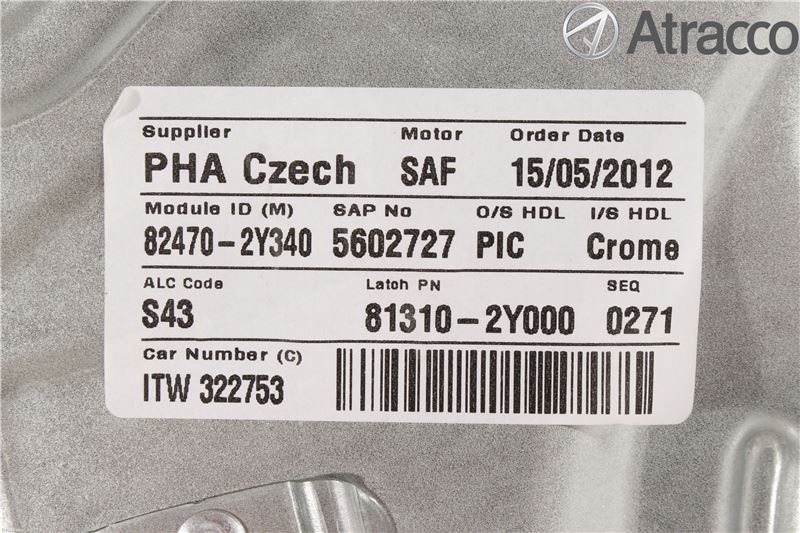 Atracco
Supplier Motor Order Date
PHA Czech SAF 15/05/2012
Module ID (M) SAP No O/S HDL I/S HDL
82470-2Y340 5602727 PIC Crome
ALC Code Latch PN SEQ
S43 81310-2Y000 0271
Car Number (C)
ITW 322753